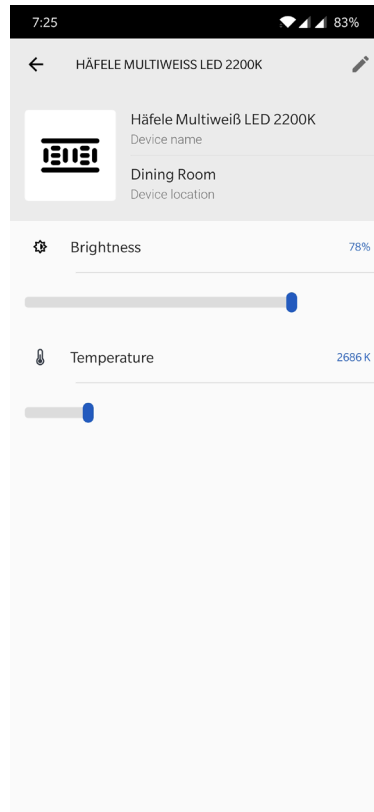 7:25
83%
HÄFELE MULTIWEISS LED 2200K
Häfele Multiweiß LED 2200K
Device name
Dining Room
Device location
Brightness
78%
Temperature
2686 K